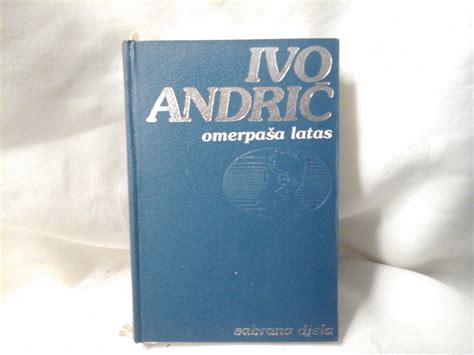 IVO
ANDRIĆ
omerpaša latas
sabrana djela